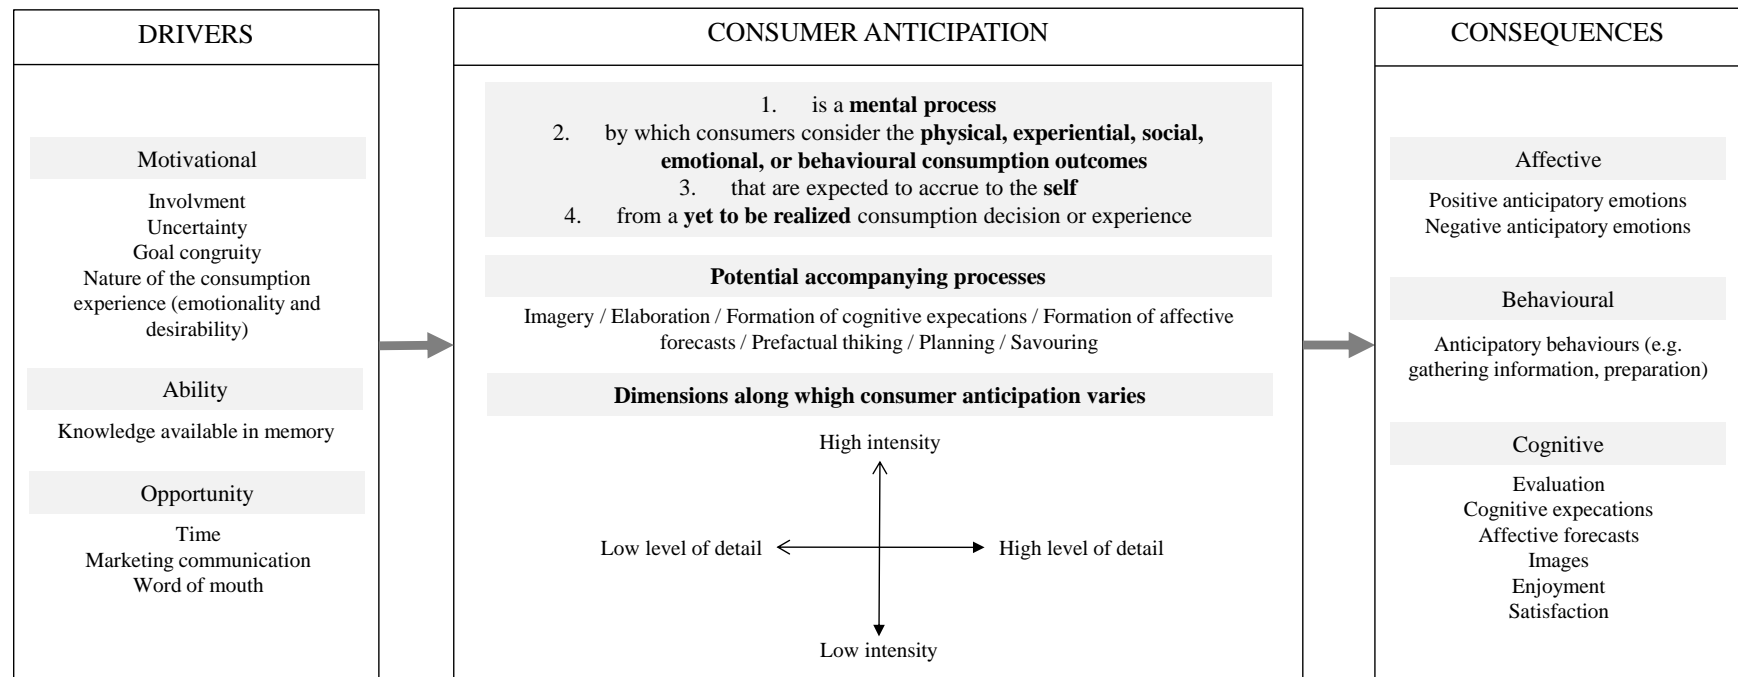 DRIVERS
Motivational
Involvment
Uncertainty
Goal congruity
Nature of the consumption
experience (emotionality and
desirability)
Ability
Knowledge available in memory
Opportunity
Time
Marketing communication
Word of mouth
CONSUMER ANTICIPATION
1. is a mental process
2. by which consumers consider the physical, experiential, social,
emotional, or behavioural consumption outcomes
3. that are expected to accrue to the self
4. from a yet to be realized consumption decision or experience
Potential accompanying processes
Imagery / Elaboration / Formation of cognitive expecations / Formation of affective
forecasts / Prefactual thiking / Planning / Savouring
Dimensions along whigh consumer anticipation varies
High intensity
Low level of detail
High level of detail
Low intensity
CONSEQUENCES
Affective
Positive anticipatory emotions
Negative anticipatory emotions
Behavioural
Anticipatory behaviours (e.g.
gathering information, preparation)
Cognitive
Evaluation
Cognitive expecations
Affective forecasts
Images
Enjoyment
Satisfaction